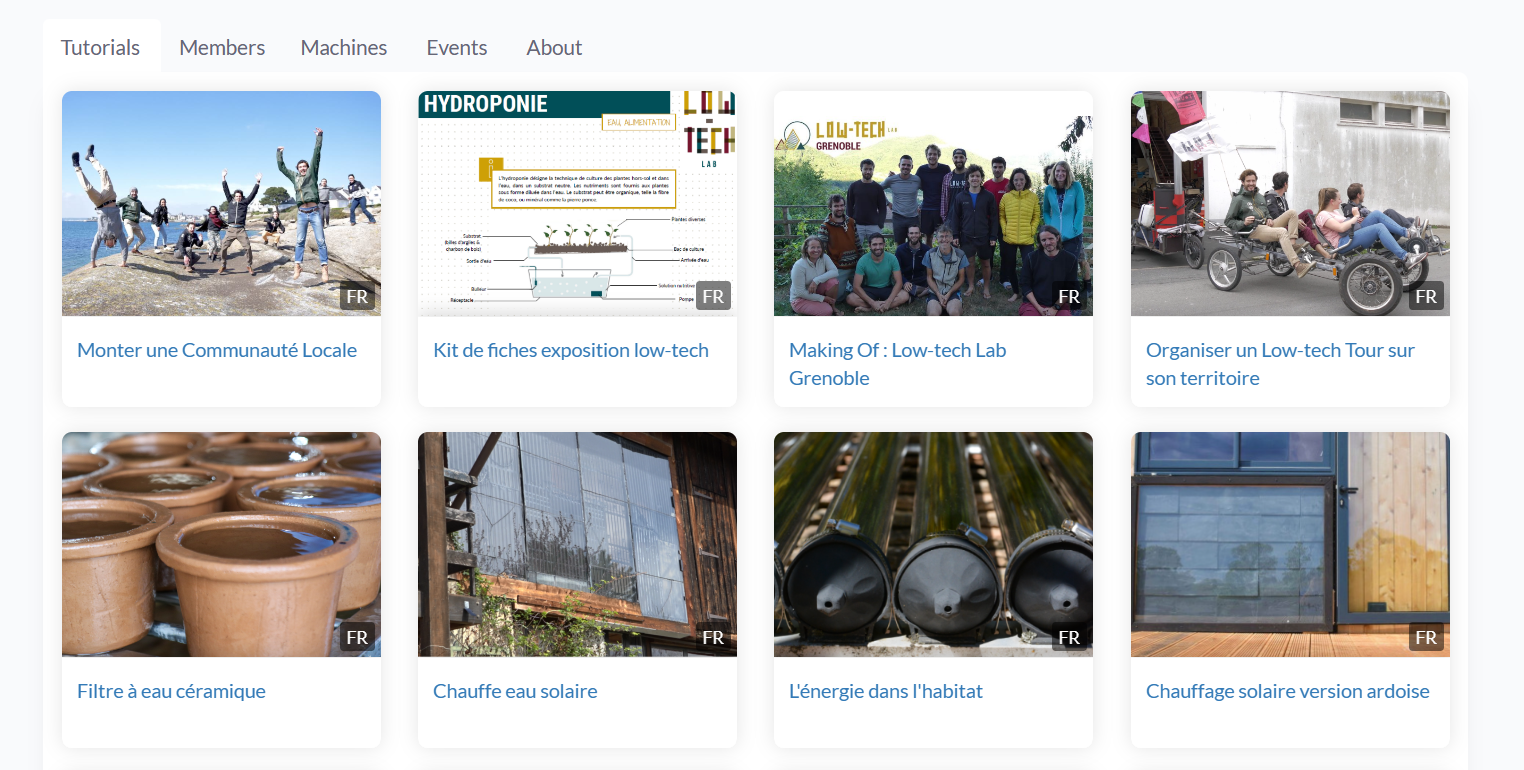 Tutorials
Members
Machines
Events
About
HYDROPONIE
EAU, ALIMENTATION
LOW-
TECH
LAB
L'hydroponie désigne la technique de culture des plantes hors-sol et dans
l'eau, dans un substrat neutre. Les nutriments sont fournis aux plantes
sous forme diluée dans l'eau. Le substrat peut être organique, telle la fibre
de coco, ou minéral comme la pierre ponce.
Plantes diverses
Substrat
(billes d'argiles &
charbon de bois)
Bac de culture
Sortie d'eau
Arrivée d'eau
Bulleur
Solution nutritive
Réceptacle
Pompe
LOW-TECH LAB
GRENOBLE
FR
FR
FR
FR
Monter une Communauté Locale
Kit de fiches exposition low-tech
Making Of : Low-tech Lab
Grenoble
Organiser un Low-tech Tour sur
son territoire
FR
FR
FR
FR
Filtre à eau céramique
Chauffe eau solaire
L'énergie dans l'habitat
Chauffage solaire version ardoise